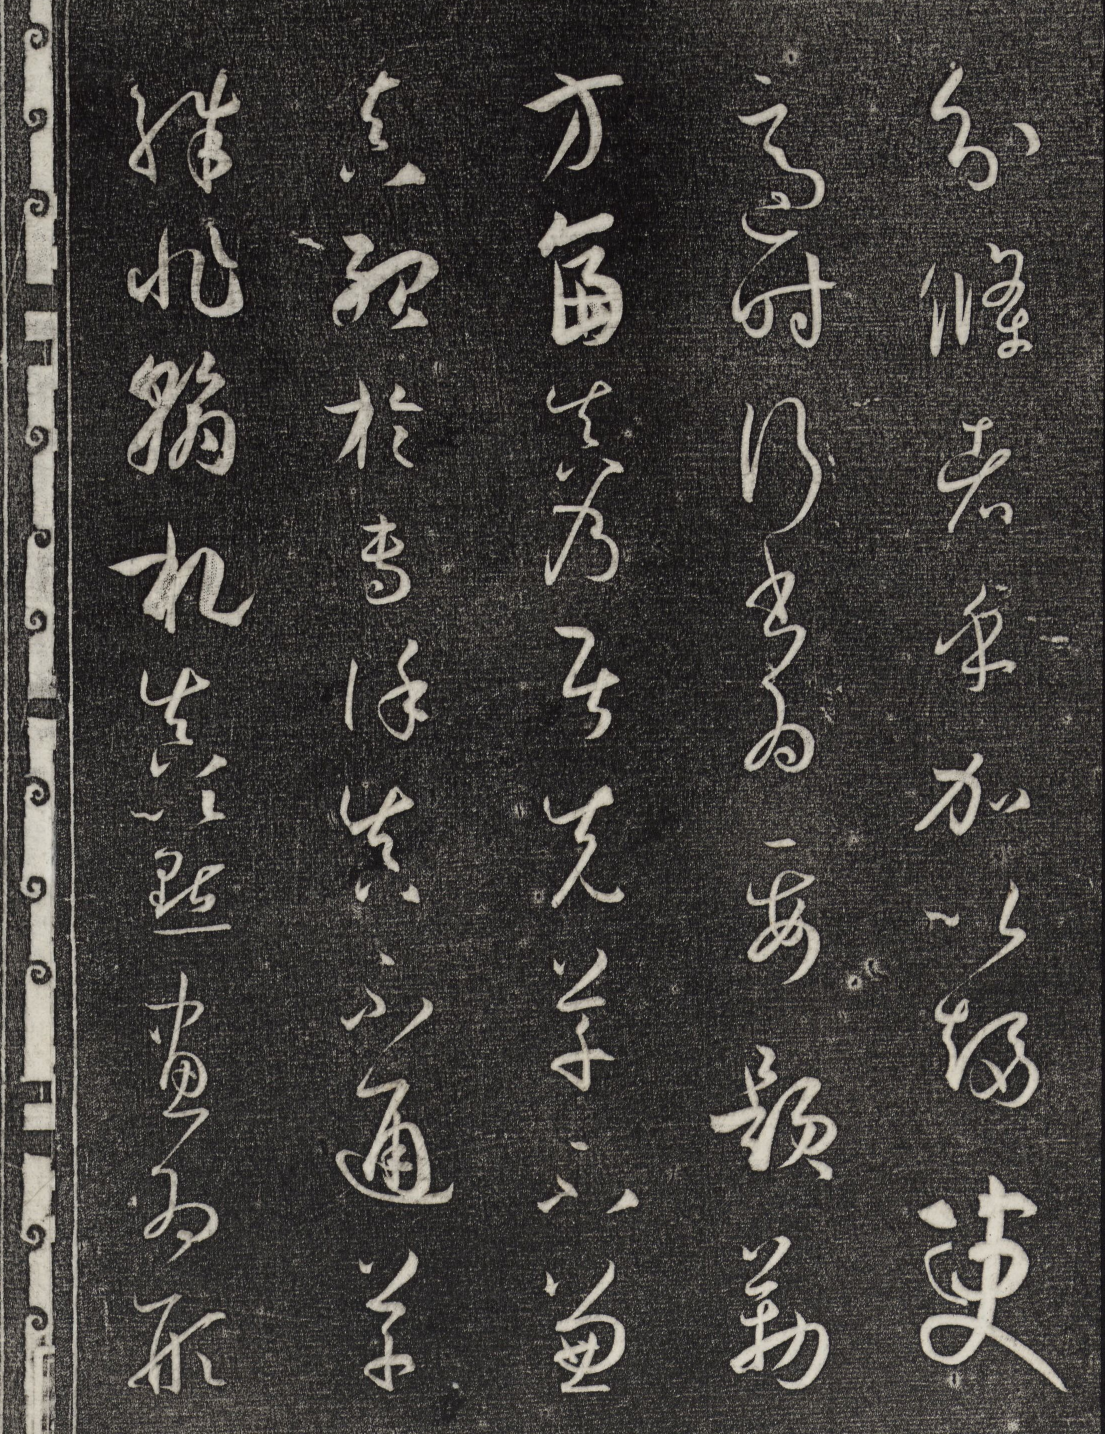 分條者乎加以趨變
適時行書為要題勒
方畐真乃居先草不兼
真殆於專謹真不通草
殊非翰札真以點畫為形